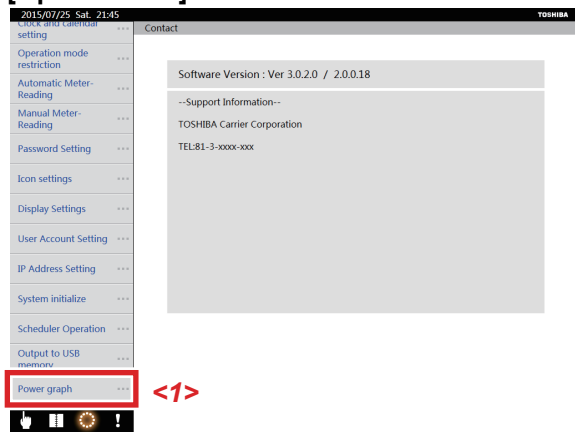 2015/07/25 Sat. 21:45
TOSHIBA
Clock and calendar
setting
Contact
Operation mode
restriction
Automatic Meter-
Reading
Manual Meter-
Reading
Password Setting
Icon settings
Display Settings
User Account Setting
IP Address Setting
System initialize
Scheduler Operation
Output to USB
memory
Power graph
Software Version : Ver 3.0.2.0 / 2.0.0.18
--Support Information--
TOSHIBA Carrier Corporation
TEL:81-3-xxxx-xxx
<1>